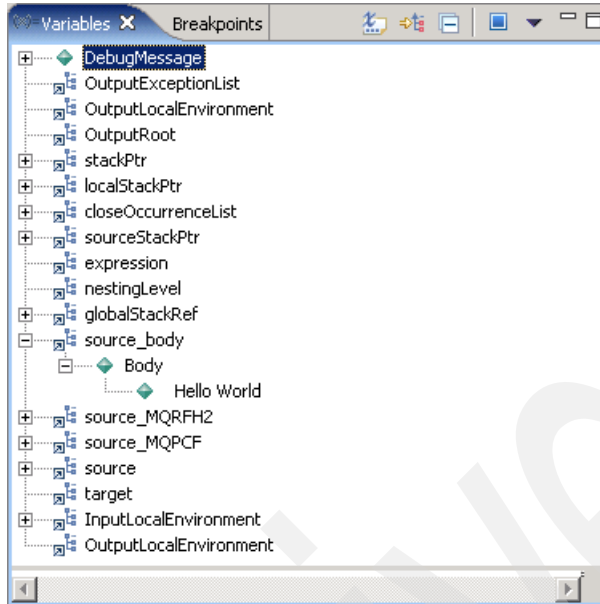 Variables Breakpoints
DebugMessage
OutputExceptionList
OutputLocalEnvironment
OutputRoot
stackPtr
localStackPtr
closeOccurrenceList
sourceStackPtr
expression
nestingLevel
globalStackRef
source_body
Body
Hello World
source_MQRFH2
source_MQPCF
source
target
InputLocalEnvironment
OutputLocalEnvironment